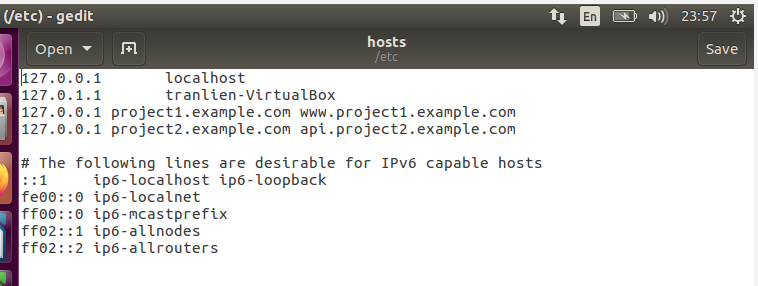 (/etc) - gedit
En
23:57
Open
hosts
/etc
Save
127.0.0.1 localhost
127.0.1.1 tranlien-VirtualBox
127.0.0.1 project1.example.com www.project1.example.com
127.0.0.1 project2.example.com api.project2.example.com
# The following lines are desirable for IPv6 capable hosts
::1 ip6-localhost ip6-loopback
fe00::0 ip6-localnet
ff00::0 ip6-mcastprefix
ff02::1 ip6-allnodes
ff02::2 ip6-allrouters